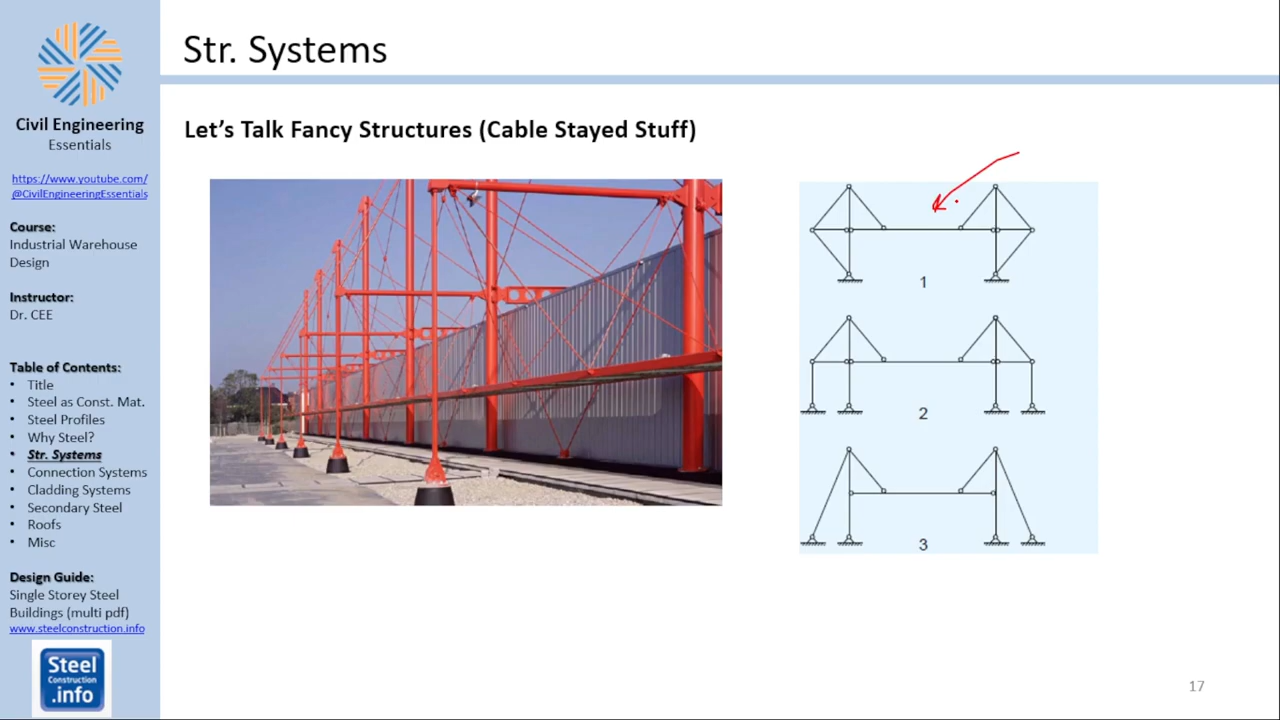 Str. Systems
Civil Engineering
Essentials
https://www.youtube.com/
@CivilEngineeringEssentials
Course:
Industrial Warehouse
Design
Instructor:
Dr. CEE
Table of Contents:
• Title
• Steel as Const. Mat.
• Steel Profiles
• Why Steel?
• Str. Systems
• Connection Systems
• Cladding Systems
• Secondary Steel
• Roofs
• Misc
Design Guide:
Single Storey Steel
Buildings (multi pdf)
www.steelconstruction.info
Steel
Construction
.info
Let's Talk Fancy Structures (Cable Stayed Stuff)
1
2
3
17